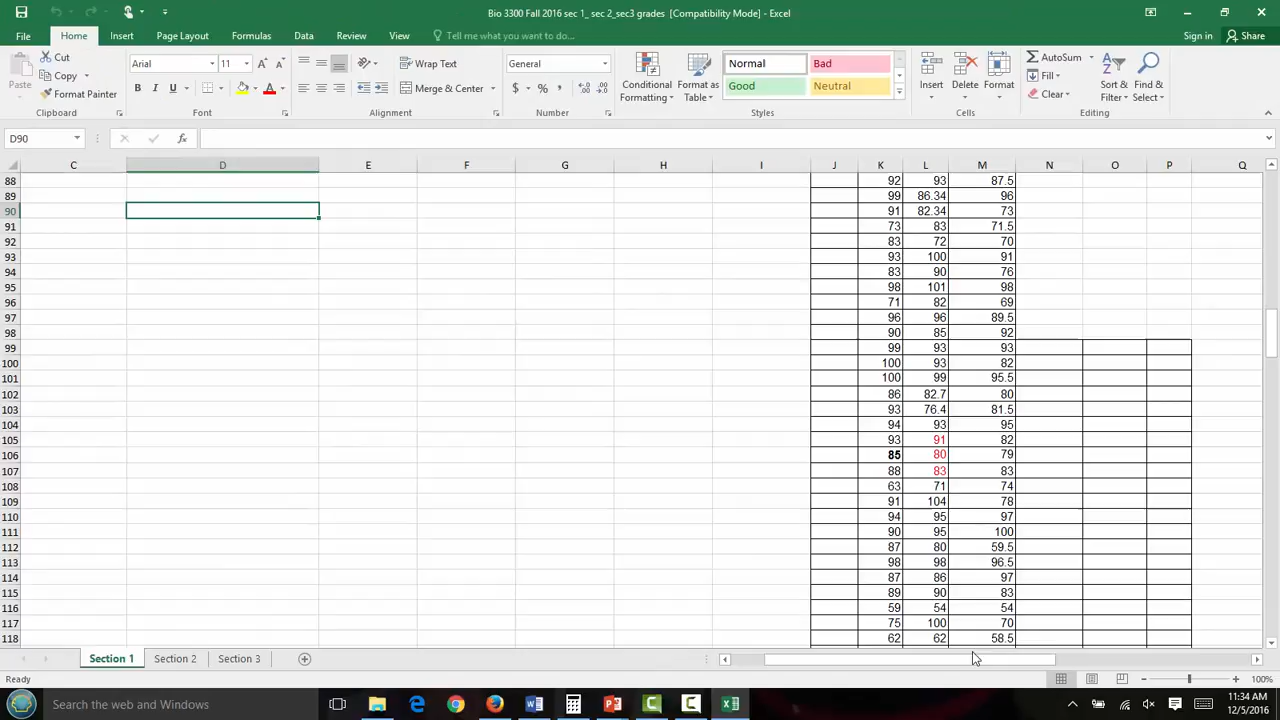 Bio 3300 Fall 2016 sec 1_ sec 2_sec3 grades [Compatibility Mode] - Excel
File Home Insert Page Layout Formulas Data Review View Tell me what you want to do... Sign in Share
Paste Cut Copy Format Painter Clipboard
Arial 11 B I U A Font
Wrap Text Merge & Center Alignment
General $ % , Number
Conditional Formatting Format as Table Normal Bad Good Neutral Styles
Insert Delete Format Cells
AutoSum Fill Clear Sort & Filter Find & Select Editing
D90 fx
C D E F G H I J K L M N O P Q
88 92 93 87.5
89 99 86.34 96
90 91 82.34 73
91 73 83 71.5
92 83 72 70
93 93 100 91
94 83 90 76
95 98 101 98
96 71 82 69
97 96 96 89.5
98 90 85 92
99 99 93 93
100 100 93 82
101 100 99 95.5
102 86 82.7 80
103 93 76.4 81.5
104 94 93 95
105 93 91 82
106 85 80 79
107 88 83 83
108 63 71 74
109 91 104 78
110 94 95 97
111 90 95 100
112 87 80 59.5
113 98 98 96.5
114 87 86 97
115 89 90 83
116 59 54 54
117 75 100 70
118 62 62 58.5
Section 1 Section 2 Section 3
Ready 100%
Search the web and Windows
11:34 AM
12/5/2016